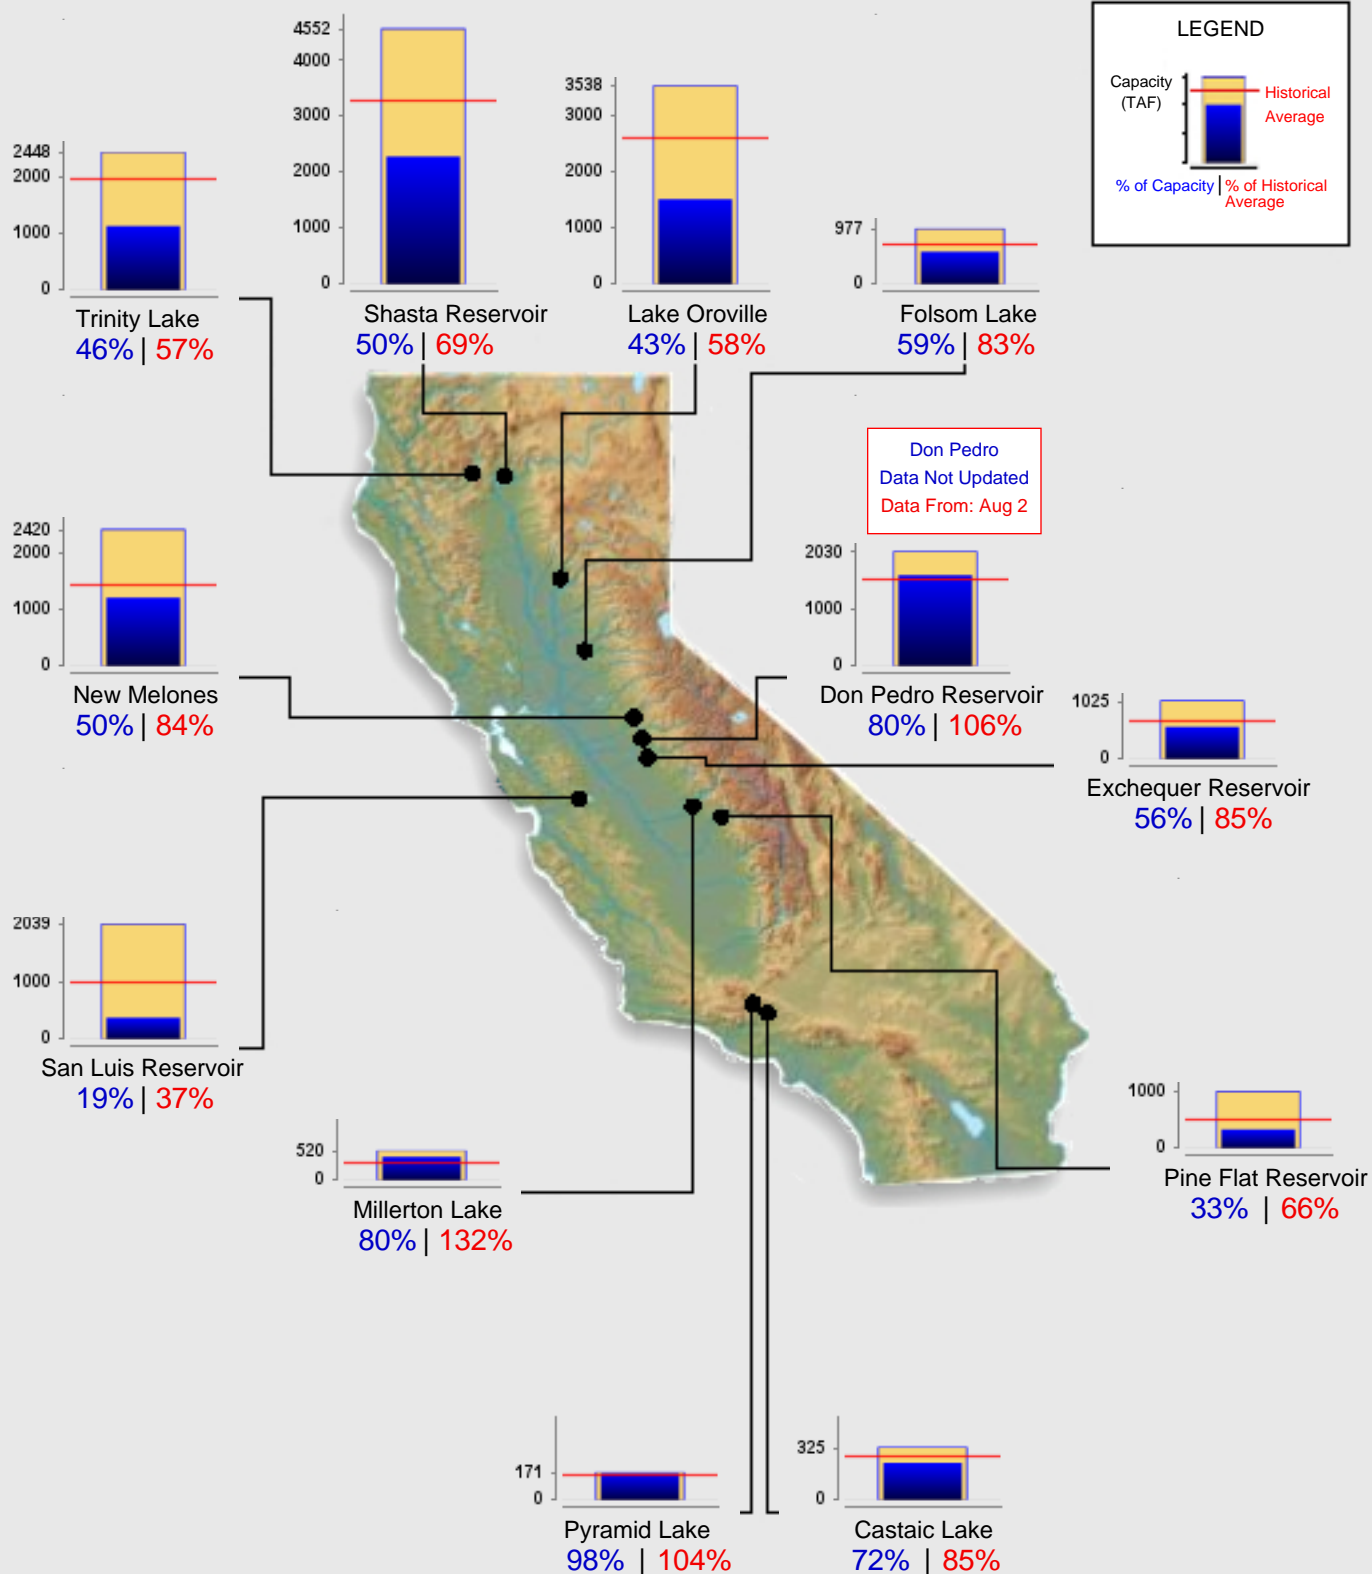 LEGEND
Capacity
(TAF)
Historical
Average
% of Capacity | % of Historical
Average
4552
4000
3000
2000
1000
0
Shasta Reservoir
50% | 69%
3538
3000
2000
1000
0
Lake Oroville
43% | 58%
2448
2000
1000
0
Trinity Lake
46% | 57%
977
0
Folsom Lake
59% | 83%
Don Pedro
Data Not Updated
Data From: Aug 2
2420
2000
1000
0
New Melones
50% | 84%
2030
1000
0
Don Pedro Reservoir
80% | 106%
1025
0
Exchequer Reservoir
56% | 85%
2039
1000
0
San Luis Reservoir
19% | 37%
520
0
Millerton Lake
80% | 132%
1000
0
Pine Flat Reservoir
33% | 66%
171
0
Pyramid Lake
98% | 104%
325
0
Castaic Lake
72% | 85%